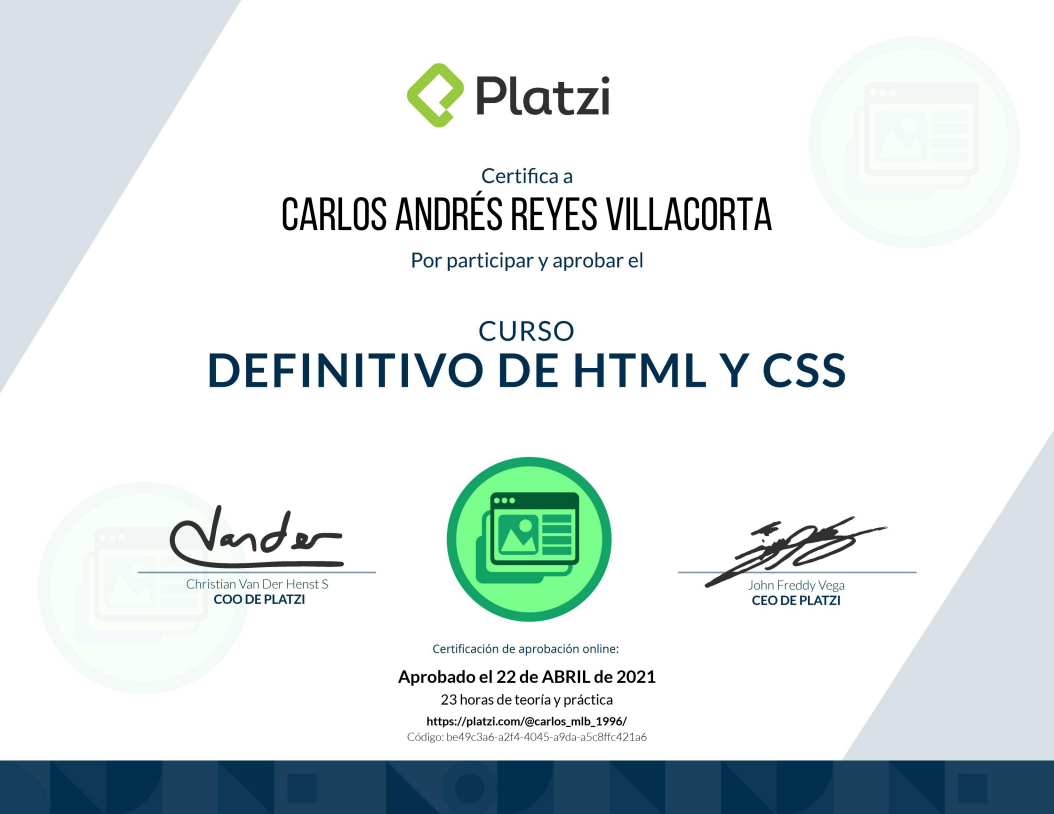 Platzi
Certifica a
CARLOS ANDRÉS REYES VILLACORTA
Por participar y aprobar el
CURSO
DEFINITIVO DE HTML Y CSS
Vander
Christian Van Der Henst S
COO DE PLATZI
John Freddy Vega
CEO DE PLATZI
Certificación de aprobación online:
Aprobado el 22 de ABRIL de 2021
23 horas de teoría y práctica
https://platzi.com/@carlos_mlb_1996/
Código: be49c3a6-a2f4-4045-a9da-a5c8ffc421a6